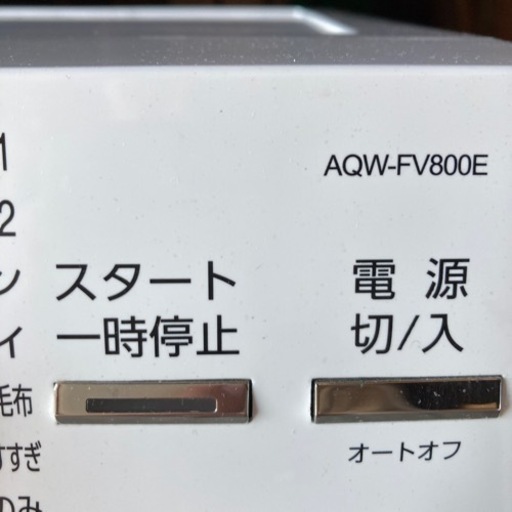 1
AQW-FV800E
2
ン
スタート
電源
ィ
一時停止
切/入
毛布
すすぎ
オートオフ
のみ